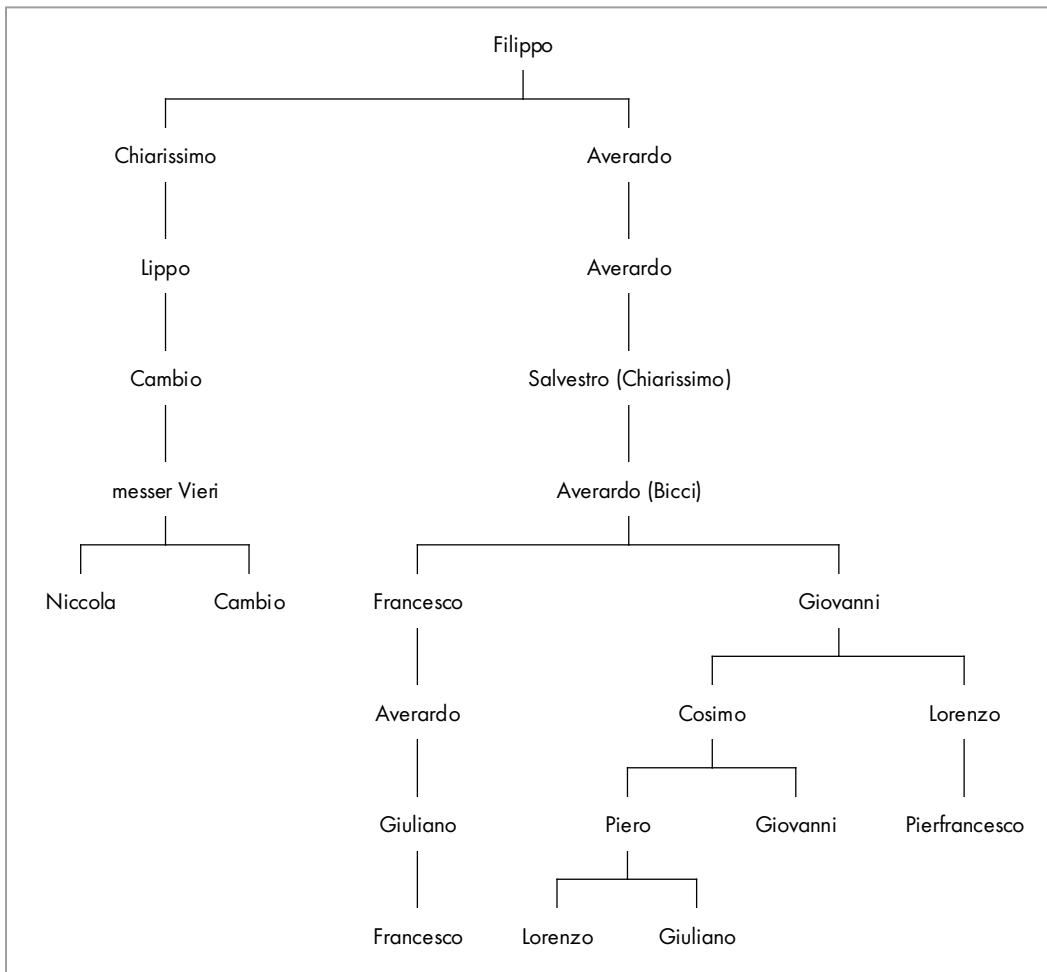 Filippo
Chiarissimo Averardo
Lippo Averardo
Cambio Salvestro (Chiarissimo)
messer Vieri Averardo (Bicci)
Niccola Cambio Francesco Giovanni
Averardo Cosimo Lorenzo
Giuliano Piero Giovanni Pierfrancesco
Francesco Lorenzo Giuliano